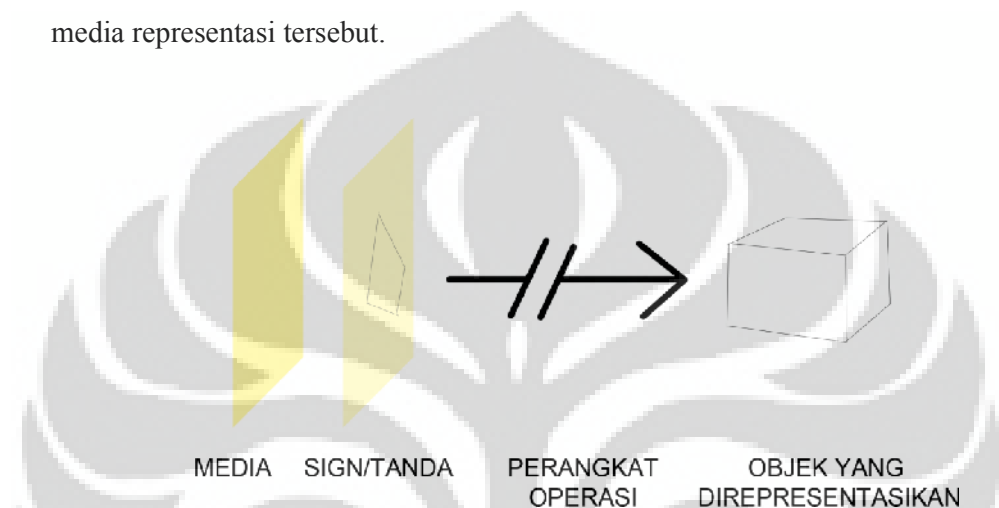 media representasi tersebut.
MEDIA SIGN/TANDA PERANGKAT OPERASI OBJEK YANG DIREPRESENTASIKAN